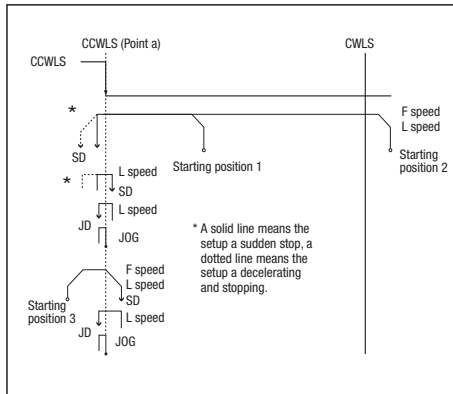 CCWLS (Point a)
CWLS
CCWLS
*
F speed
L speed
SD
Starting position 1
Starting
position 2
*
L speed
SD
L speed
JD
JOG
* A solid line means the
setup a sudden stop, a
dotted line means the
setup a decelerating
and stopping.
F speed
L speed
SD
Starting
position 3
L speed
JD
JOG